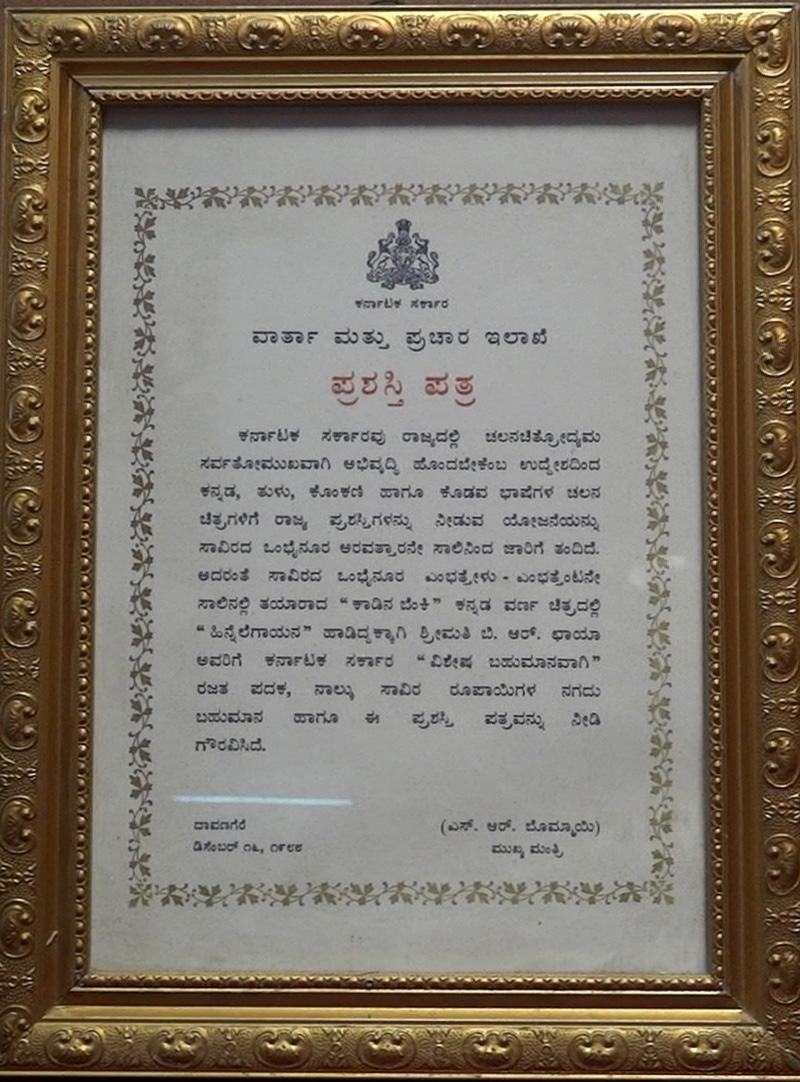 ಕರ್ನಾಟಕ ಸರ್ಕಾರ
ವಾರ್ತಾ ಮತ್ತು ಪ್ರಚಾರ ಇಲಾಖೆ
ಪ್ರಶಸ್ತಿ ಪತ್ರ
ಕರ್ನಾಟಕ ಸರ್ಕಾರವು ರಾಜ್ಯದಲ್ಲಿ ಚಲನಚಿತ್ರೋದ್ಯಮ
ಸರ್ವತೋಮುಖವಾಗಿ ಅಭಿವೃದ್ಧಿ ಹೊಂದಬೇಕೆಂಬ ಉದ್ದೇಶದಿಂದ
ಕನ್ನಡ, ತುಳು, ಕೊಂಕಣಿ ಹಾಗೂ ಕೊಡವ ಭಾಷೆಗಳ ಚಲನ
ಚಿತ್ರಗಳಿಗೆ ರಾಜ್ಯ ಪ್ರಶಸ್ತಿಗಳನ್ನು ನೀಡುವ ಯೋಜನೆಯನ್ನು
ಸಾವಿರದ ಒಂಭೈನೂರ ಅರವತ್ತಾರನೇ ಸಾಲಿನಿಂದ ಜಾರಿಗೆ ತಂದಿದೆ.
ಅದರಂತೆ ಸಾವಿರದ ಒಂಭೈನೂರ ಎಂಭತ್ತೇಳು - ಎಂಭತ್ತೆಂಟನೇ
ಸಾಲಿನಲ್ಲಿ ತಯಾರಾದ “ಕಾಡಿನ ಬೆಂಕಿ” ಕನ್ನಡ ವರ್ಣ ಚಿತ್ರದಲ್ಲಿ
“ಹಿನ್ನೆಲೆಗಾಯನ” ಹಾಡಿದ್ದಕ್ಕಾಗಿ ಶ್ರೀಮತಿ ಬಿ. ಆರ್. ಛಾಯಾ
ಅವರಿಗೆ ಕರ್ನಾಟಕ ಸರ್ಕಾರ “ವಿಶೇಷ ಬಹುಮಾನವಾಗಿ”
ರಜತ ಪದಕ, ನಾಲ್ಕು ಸಾವಿರ ರೂಪಾಯಿಗಳ ನಗದು
ಬಹುಮಾನ ಹಾಗೂ ಈ ಪ್ರಶಸ್ತಿ ಪತ್ರವನ್ನು ನೀಡಿ
ಗೌರವಿಸಿದೆ.
ದಾವಣಗೆರೆ
ಡಿಸೆಂಬರ್ ೧೬, ೧೯೮೮
(ಎಸ್. ಆರ್. ಬೊಮ್ಮಾಯಿ)
ಮುಖ್ಯ ಮಂತ್ರಿ